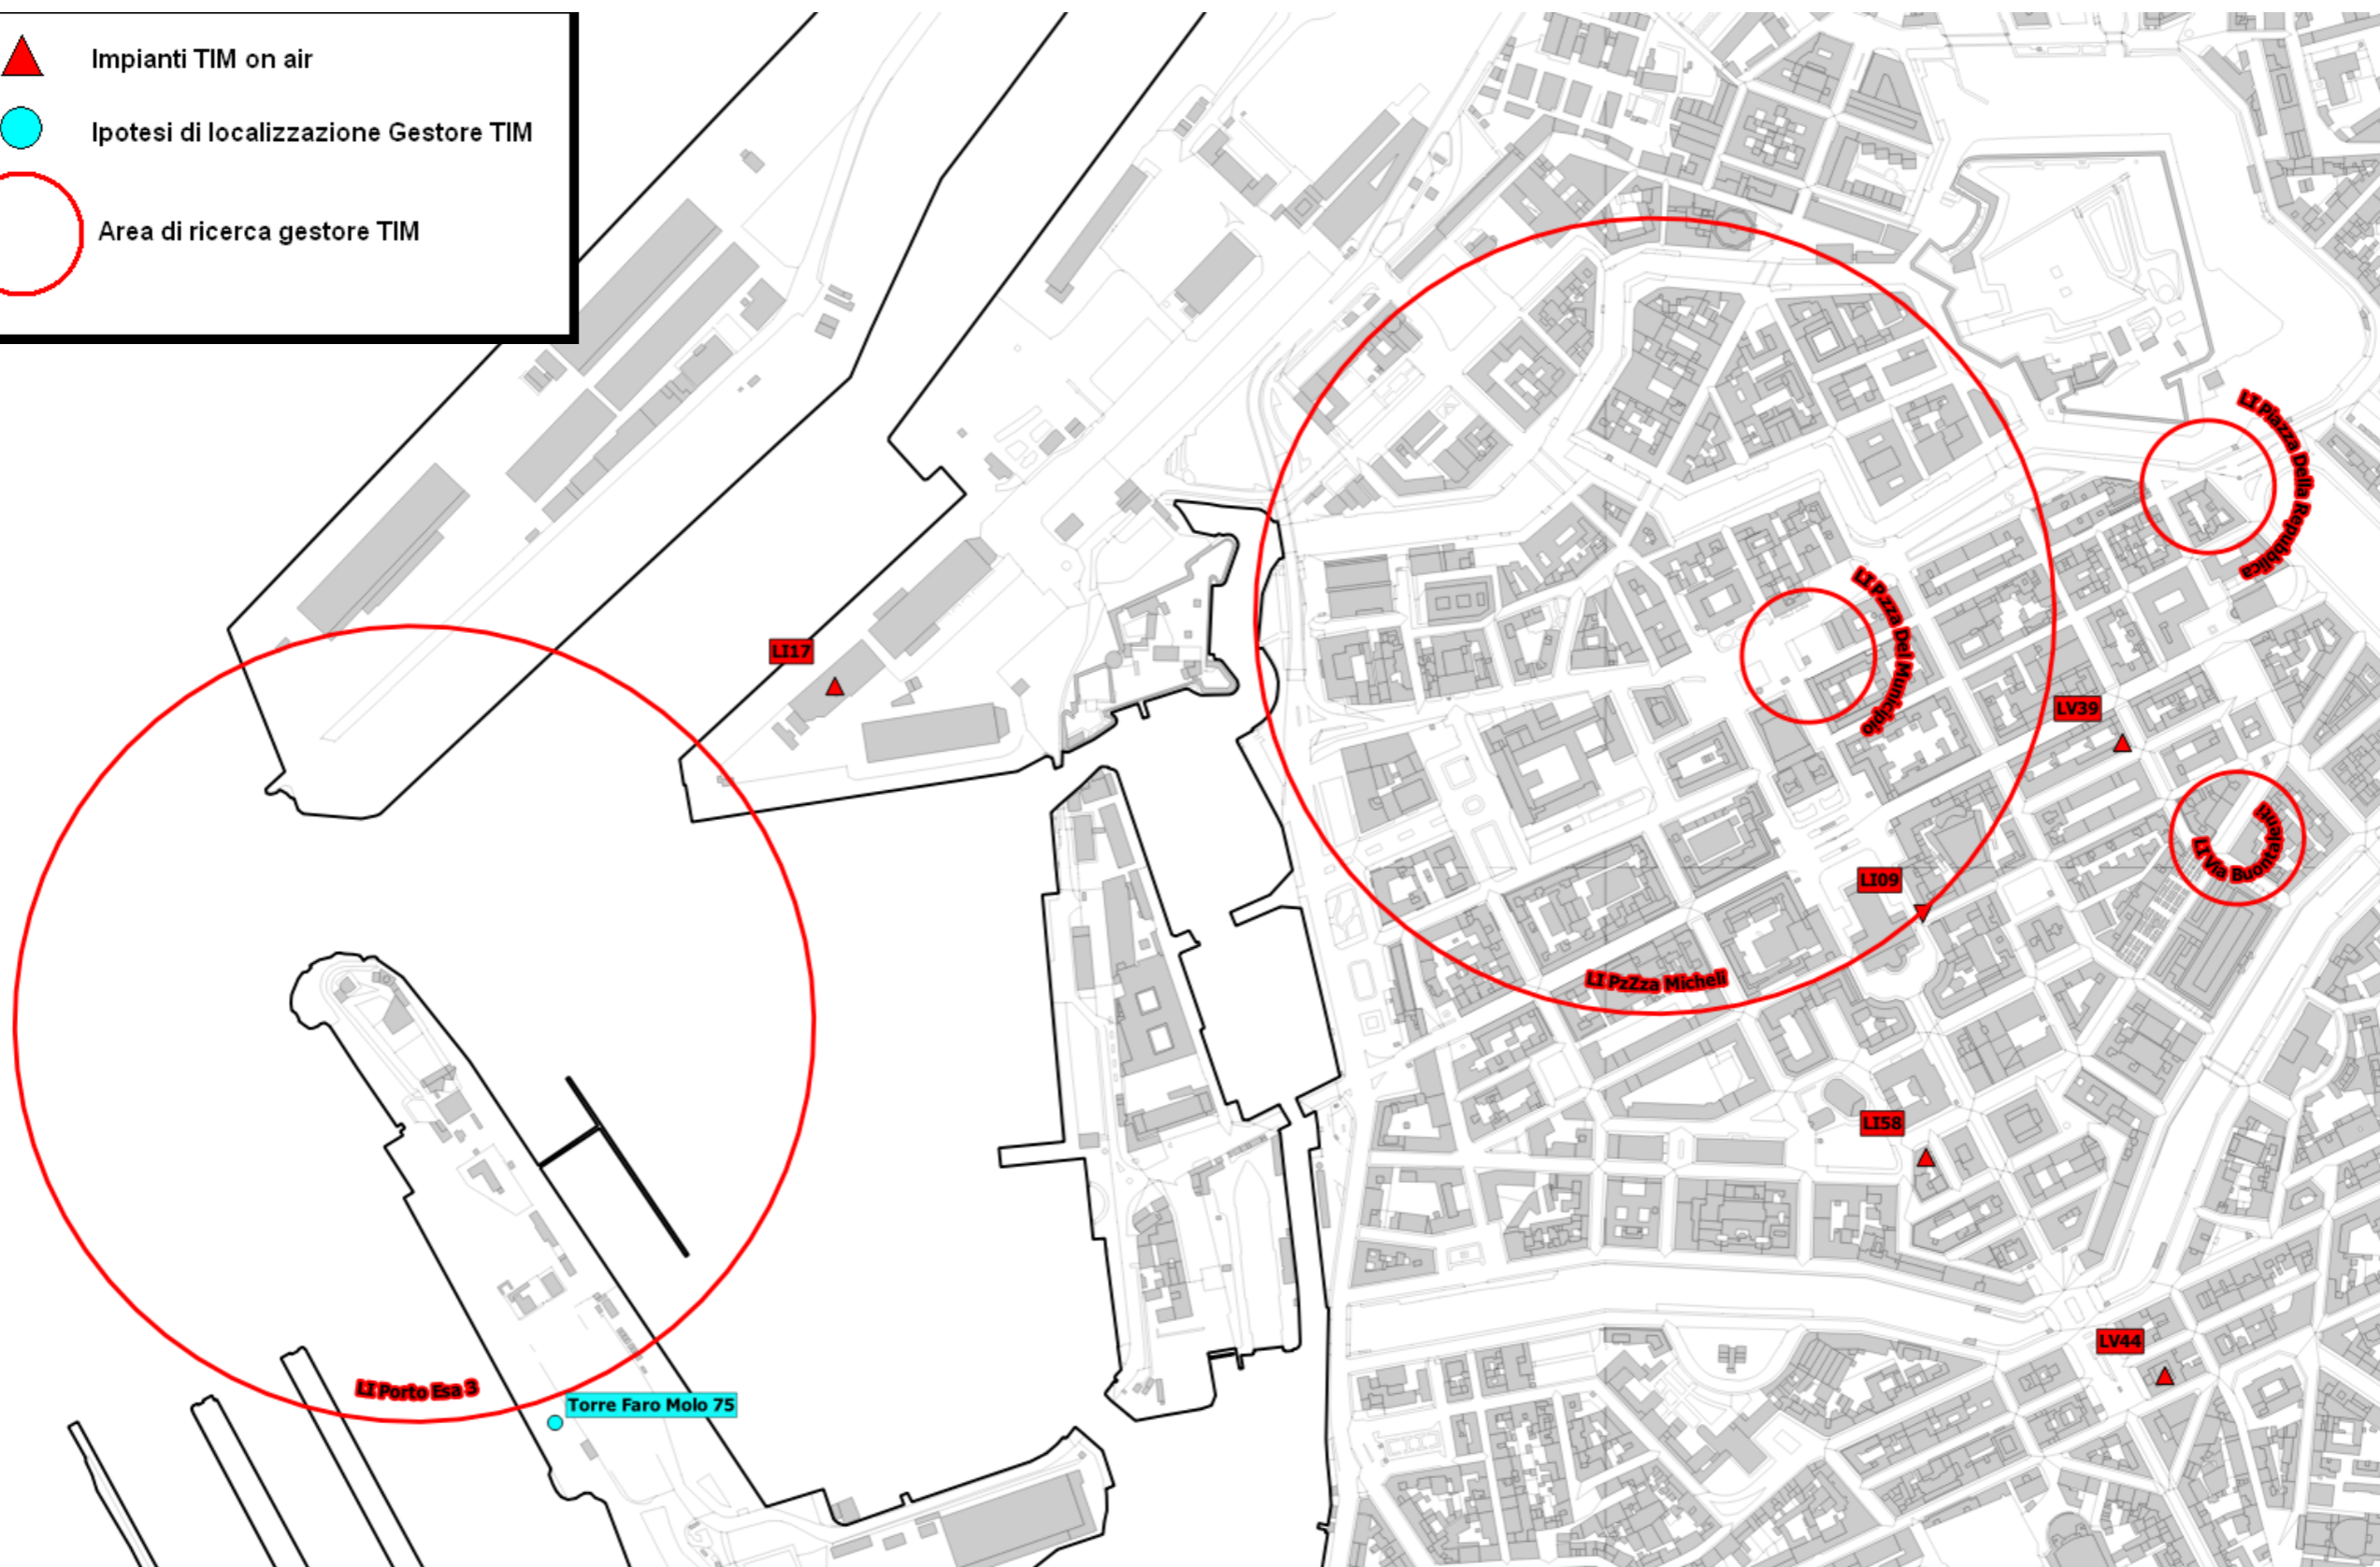 Impianti TIM on air
Ipotesi di localizzazione Gestore TIM
Area di ricerca gestore TIM
LI Piazza Della Repubblica
LI P.zza Del Municipio
LI17
LV39
LI Via Buontalenti
LI09
LI PzZza Micheli
LI58
LV44
LI Porto Esa 3
Torre Faro Molo 75